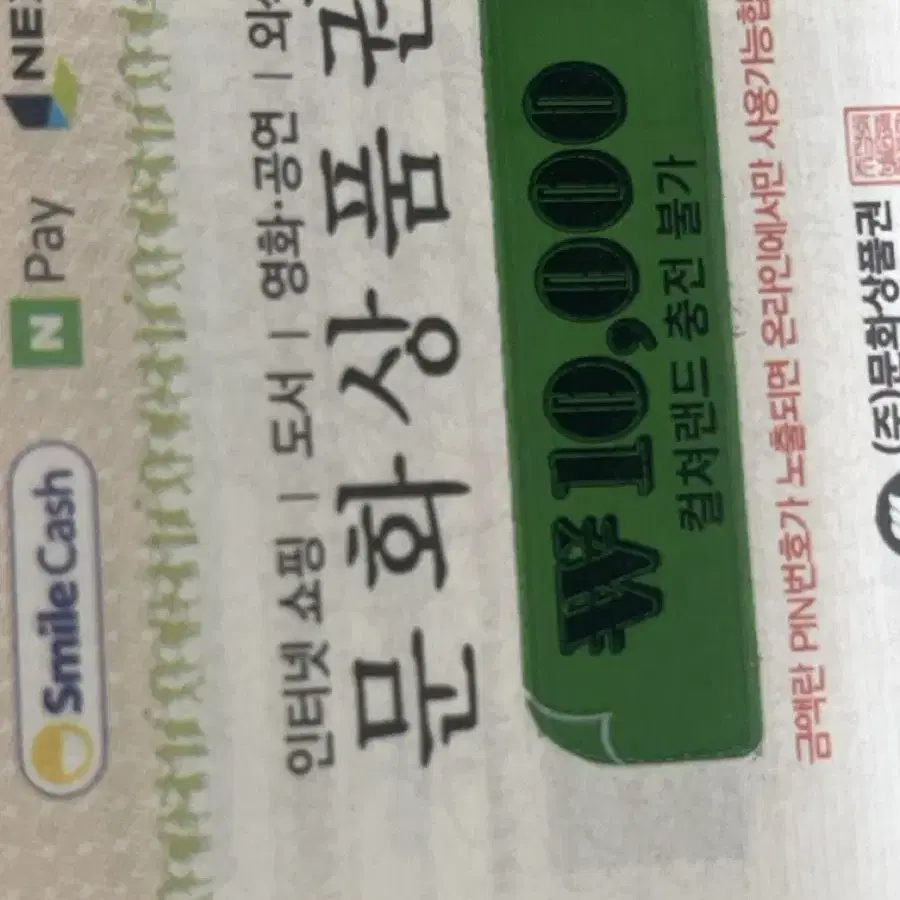 SmileCash
N Pay
인터넷 쇼핑 | 도서 | 영화·공연 |
문화상품권
₩10,000
컬쳐랜드 충전 불가
금액란 PIN번호가 노출되면 온라인에서만 사용가능합
(주)문화상품권